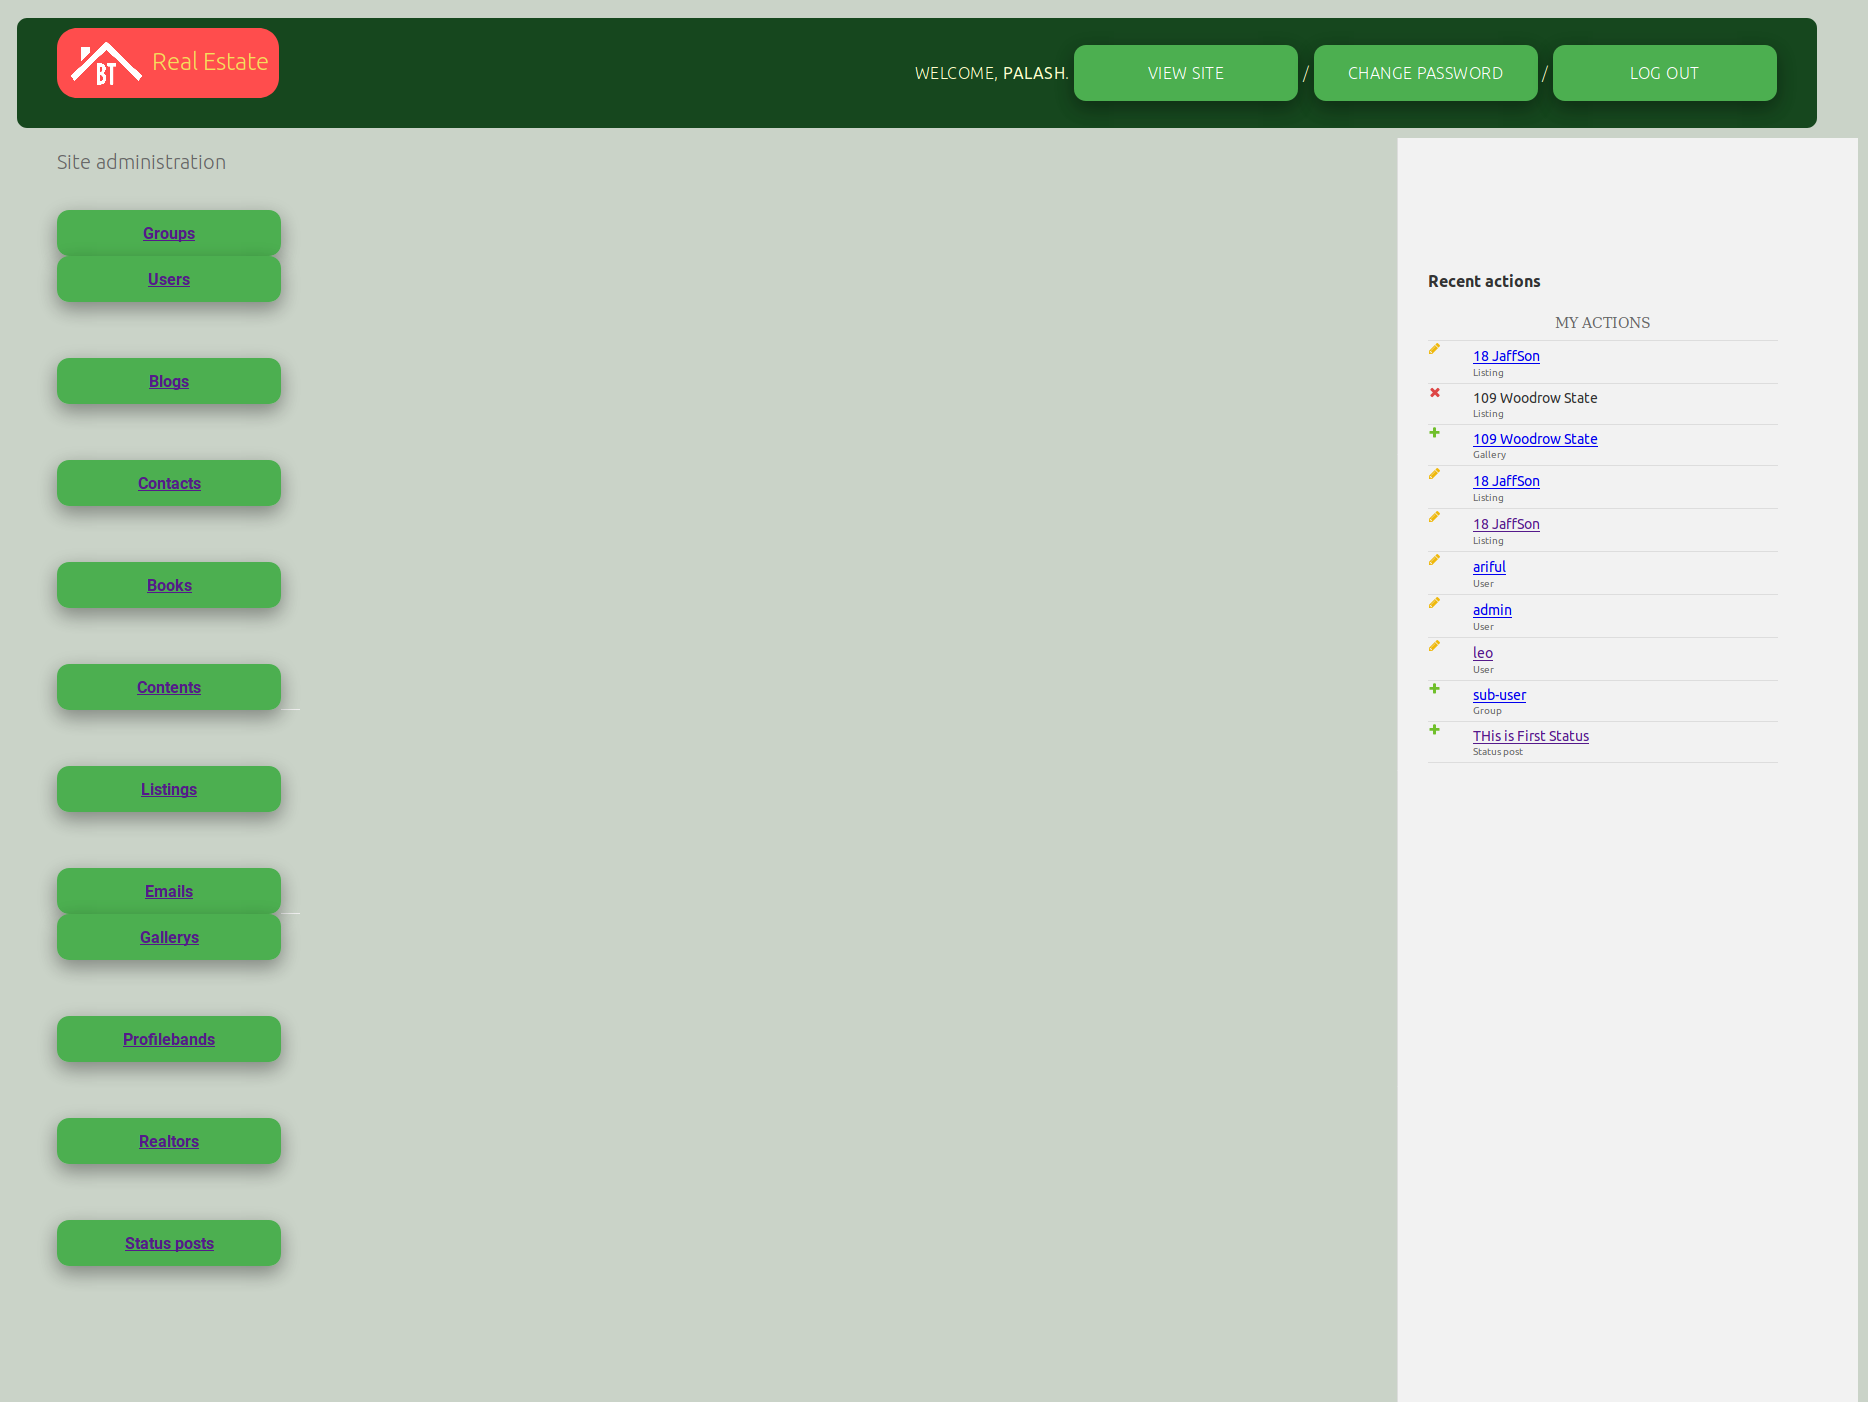 BT Real Estate
WELCOME, PALASH. VIEW SITE / CHANGE PASSWORD / LOG OUT
Site administration
Groups
Users
Blogs
Contacts
Books
Contents
Listings
Emails
Gallerys
Profilebands
Realtors
Status posts
Recent actions
MY ACTIONS
18 JaffSon
Listing
109 Woodrow State
Listing
109 Woodrow State
Gallery
18 JaffSon
Listing
18 JaffSon
Listing
ariful
User
admin
User
leo
User
sub-user
Group
THis is First Status
Status post